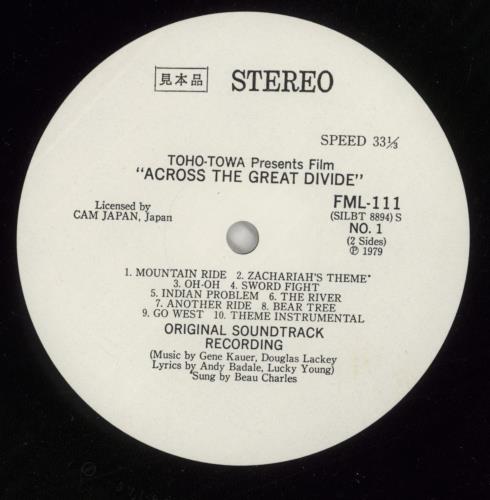 見本品 STEREO
SPEED 33⅓
TOHO-TOWA Presents Film
"ACROSS THE GREAT DIVIDE"
Licensed by
CAM JAPAN, Japan
FML-111
(SILBT 8894) S
NO. 1
(2 Sides)
Ⓟ 1979
1. MOUNTAIN RIDE 2. ZACHARIAH'S THEME*
3. OH-OH 4. SWORD FIGHT
5. INDIAN PROBLEM 6. THE RIVER
7. ANOTHER RIDE 8. BEAR TREE
9. GO WEST 10. THEME INSTRUMENTAL
ORIGINAL SOUNDTRACK
RECORDING
(Music by Gene Kauer, Douglas Lackey
Lyrics by Andy Badale, Lucky Young)
*Sung by Beau Charles